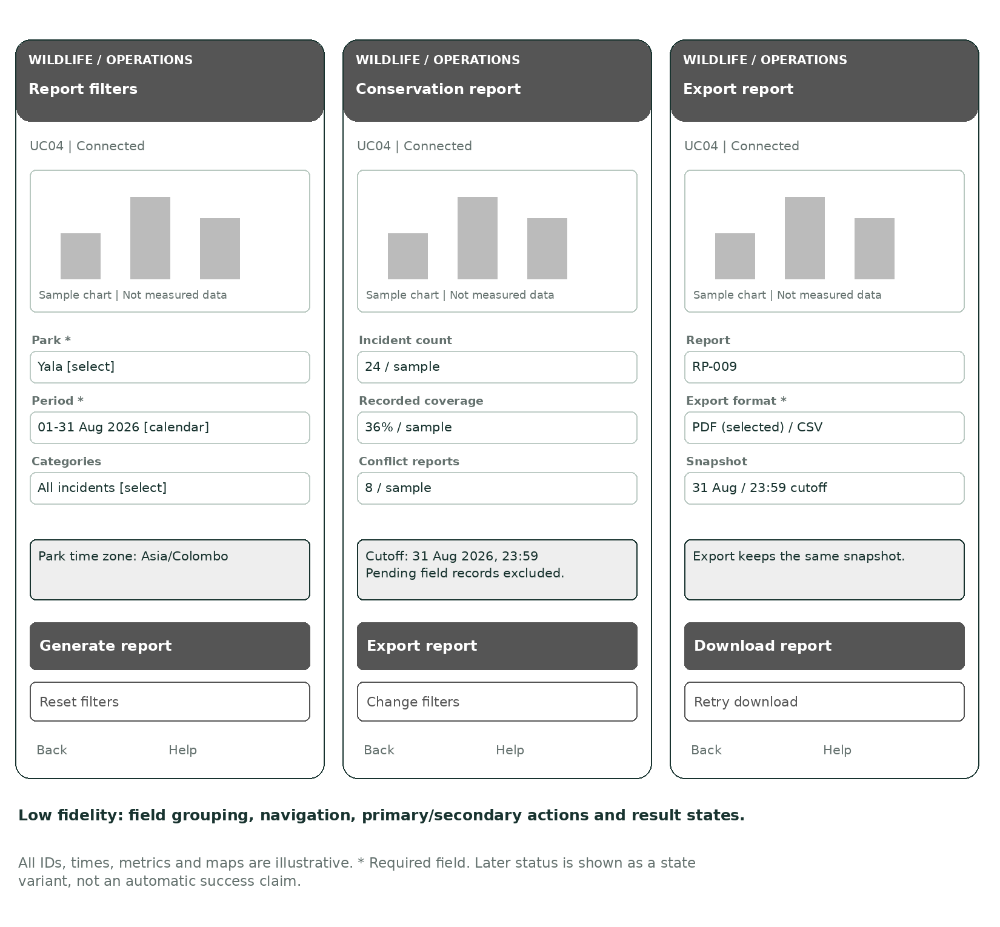 WILDLIFE / OPERATIONS
Report filters
UC04 | Connected
Sample chart | Not measured data
Park *
Yala [select]
Period *
01-31 Aug 2026 [calendar]
Categories
All incidents [select]
Park time zone: Asia/Colombo
Generate report
Reset filters
Back
Help
WILDLIFE / OPERATIONS
Conservation report
UC04 | Connected
Sample chart | Not measured data
Incident count
24 / sample
Recorded coverage
36% / sample
Conflict reports
8 / sample
Cutoff: 31 Aug 2026, 23:59
Pending field records excluded.
Export report
Change filters
Back
Help
WILDLIFE / OPERATIONS
Export report
UC04 | Connected
Sample chart | Not measured data
Report
RP-009
Export format *
PDF (selected) / CSV
Snapshot
31 Aug / 23:59 cutoff
Export keeps the same snapshot.
Download report
Retry download
Back
Help
Low fidelity: field grouping, navigation, primary/secondary actions and result states.
All IDs, times, metrics and maps are illustrative. * Required field. Later status is shown as a state
variant, not an automatic success claim.